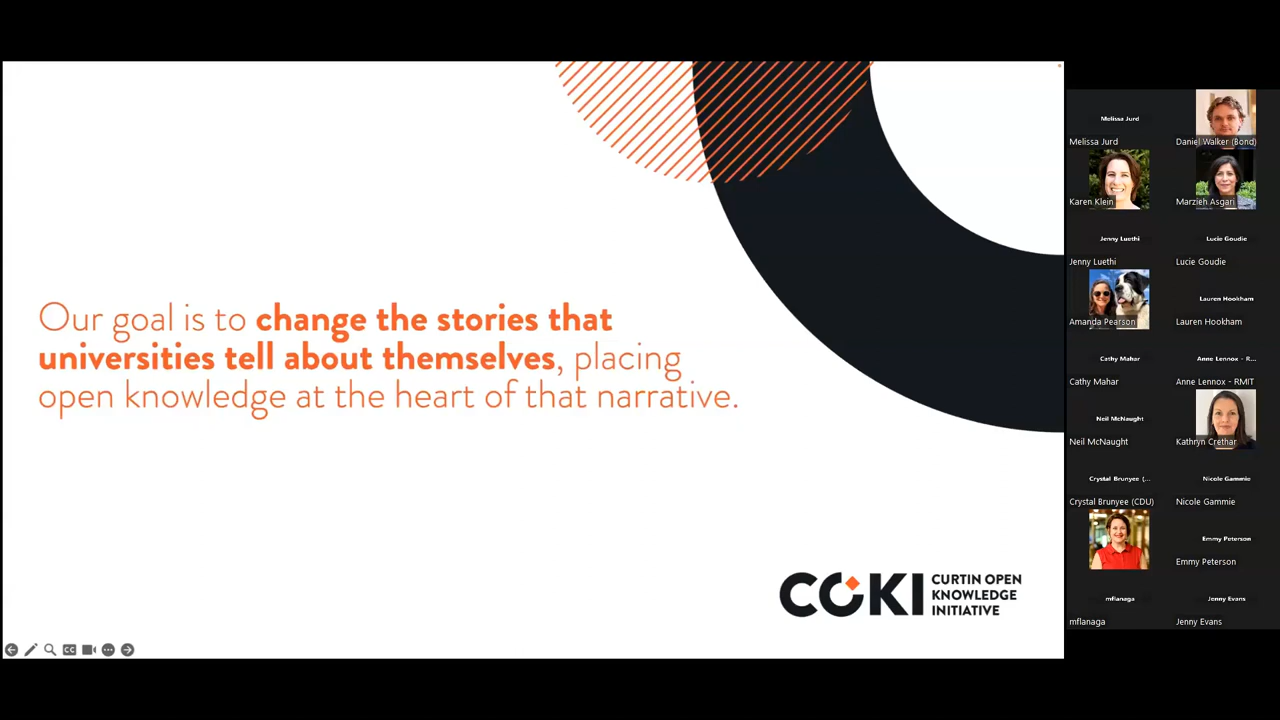 Our goal is to change the stories that
universities tell about themselves, placing
open knowledge at the heart of that narrative.
COKI
CURTIN OPEN
KNOWLEDGE
INITIATIVE
Melissa Jurd
Melissa Jurd
Daniel Walker (Bond)
Karen Klein
Marzieh Asgari
Jenny Luethi
Jenny Luethi
Lucie Goudie
Lucie Goudie
Amanda Pearson
Lauren Hookham
Lauren Hookham
Cathy Mahar
Cathy Mahar
Anne Lennox - R...
Anne Lennox - RMIT
Neil McNaught
Neil McNaught
Kathryn Crethar
Crystal Brunyee (...
Crystal Brunyee (CDU)
Nicole Gammie
Nicole Gammie
Emmy Peterson
Emmy Peterson
mflanaga
mflanaga
Jenny Evans
Jenny Evans
CC